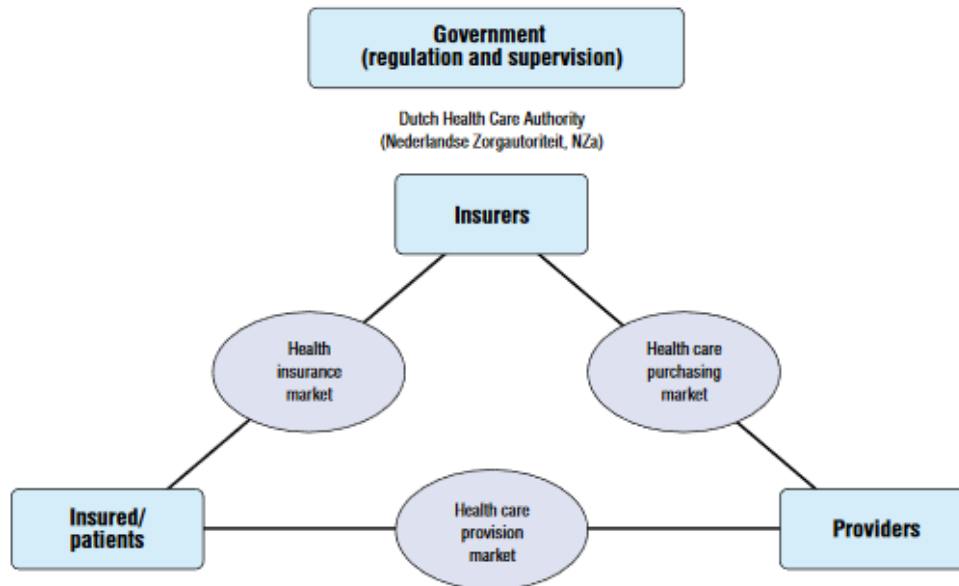 Government
(regulation and supervision)
Dutch Health Care Authority
(Nederlandse Zorgautoriteit, NZa)
Insurers
Health
insurance
market
Health care
purchasing
market
Insured/
patients
Health care
provision
market
Providers